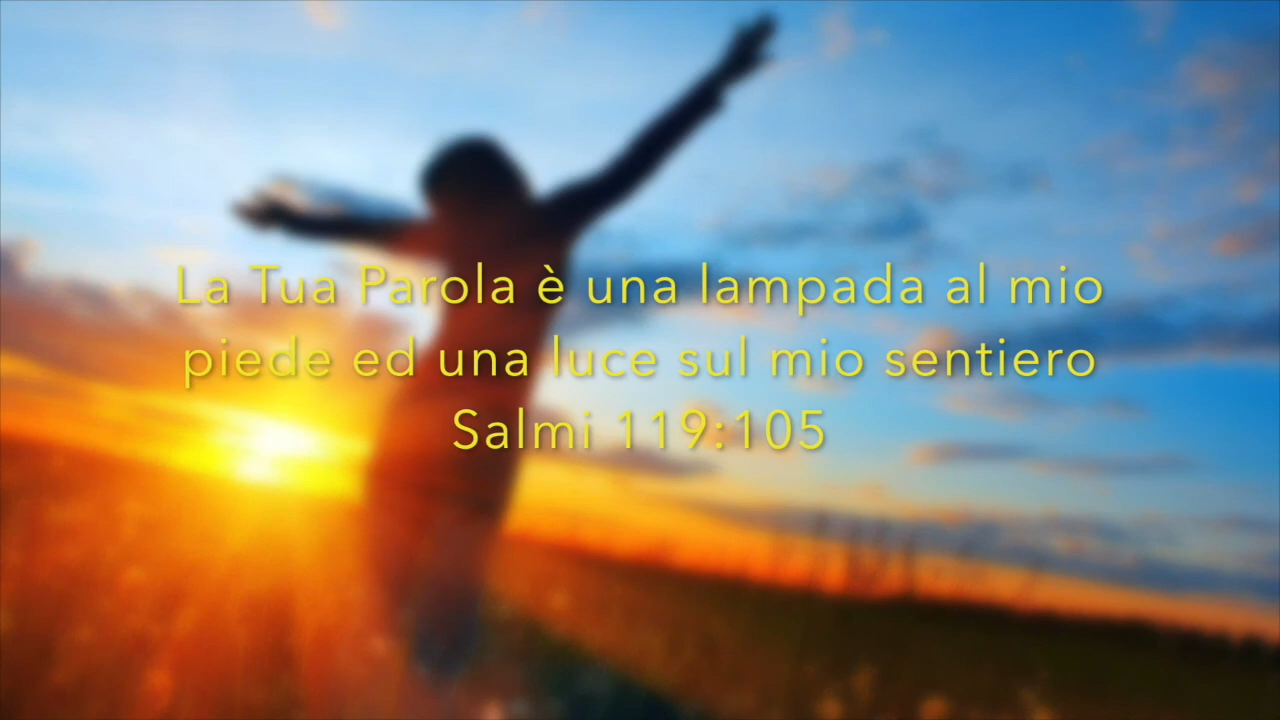 La Tua Parola è una lampada al mio
piede ed una luce sul mio sentiero
Salmi 119:105